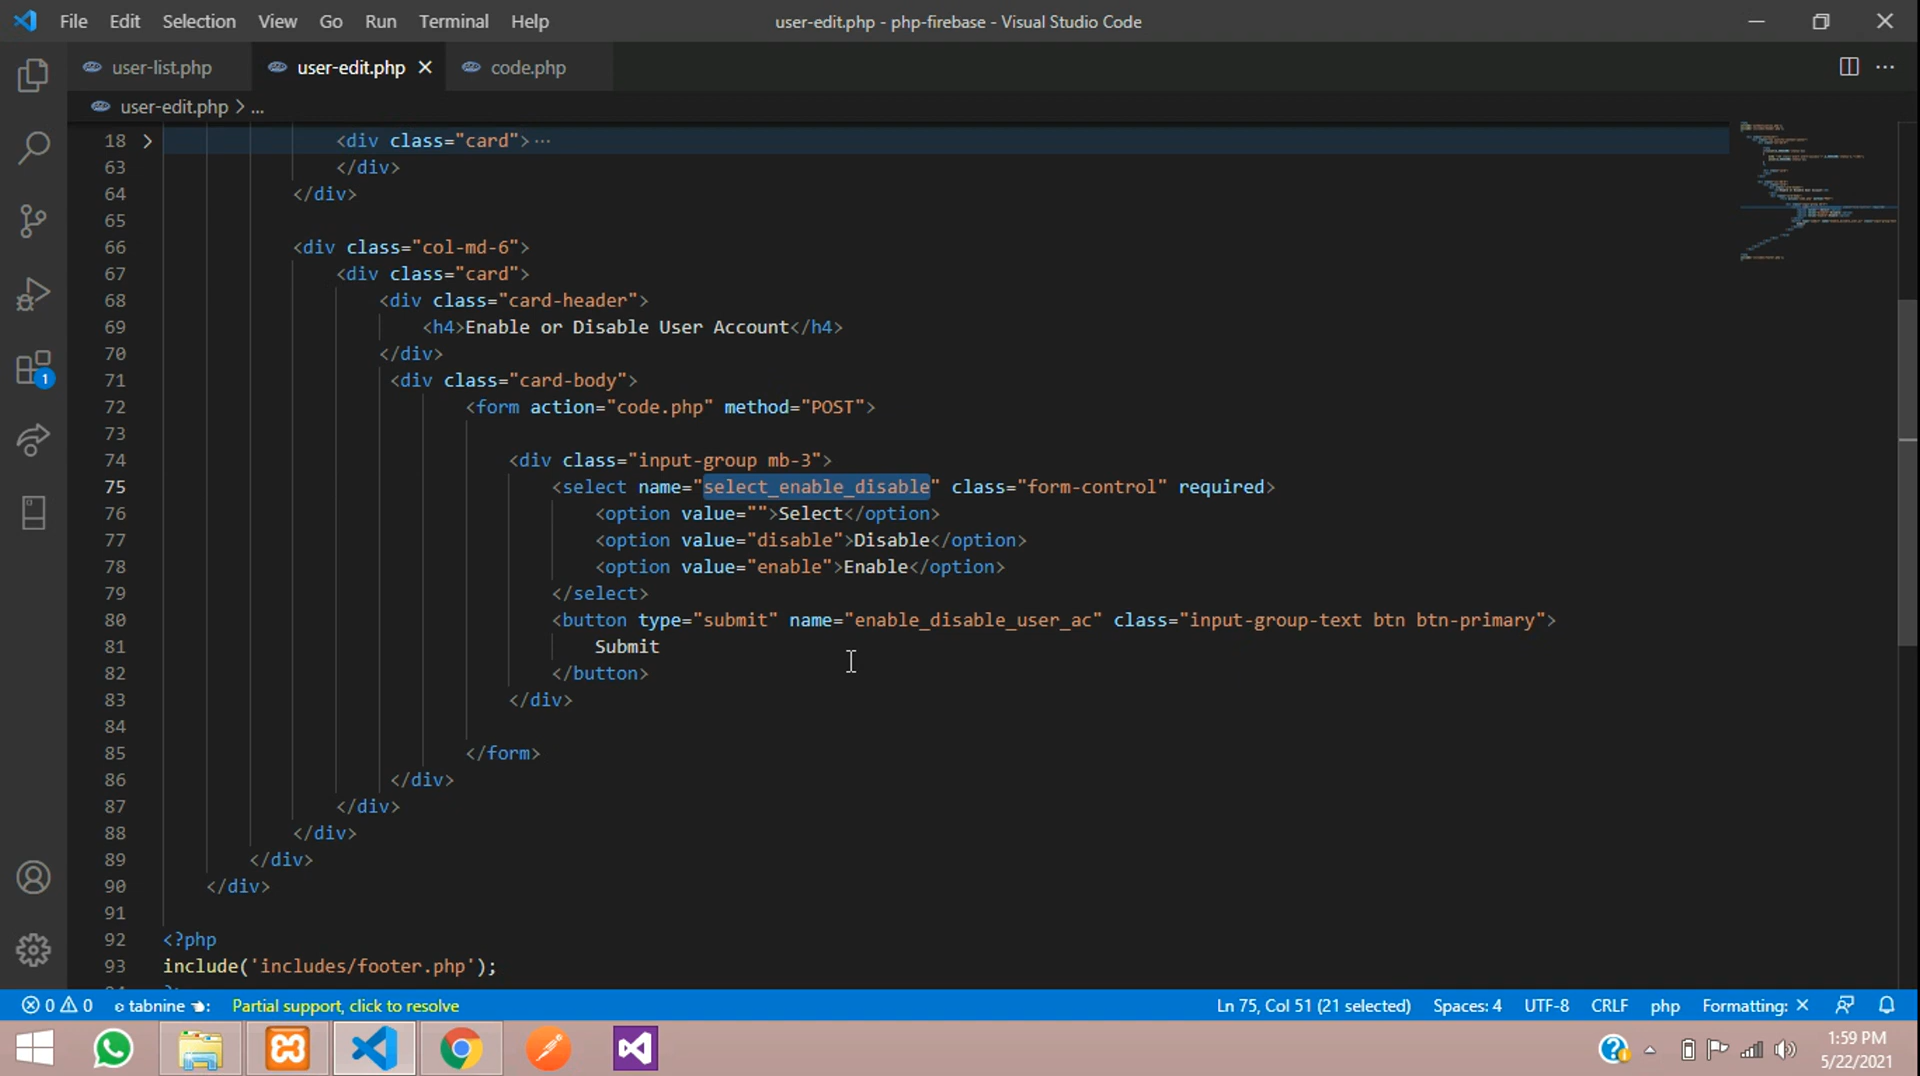 File Edit Selection View Go Run Terminal Help user-edit.php - php-firebase - Visual Studio Code
user-list.php user-edit.php code.php
user-edit.php > ...
18 <div class="card"> ...
63 </div>
64 </div>
65
66 <div class="col-md-6">
67 <div class="card">
68 <div class="card-header">
69 <h4>Enable or Disable User Account</h4>
70 </div>
71 <div class="card-body">
72 <form action="code.php" method="POST">
73
74 <div class="input-group mb-3">
75 <select name="select_enable_disable" class="form-control" required>
76 <option value="">Select</option>
77 <option value="disable">Disable</option>
78 <option value="enable">Enable</option>
79 </select>
80 <button type="submit" name="enable_disable_user_ac" class="input-group-text btn btn-primary">
81 Submit
82 </button>
83 </div>
84
85 </form>
86 </div>
87 </div>
88 </div>
89 </div>
90 </div>
91
92 <?php
93 include('includes/footer.php');
1
0 0 tabnine Partial support, click to resolve Ln 75, Col 51 (21 selected) Spaces: 4 UTF-8 CRLF php Formatting: ×
1:59 PM
5/22/2021